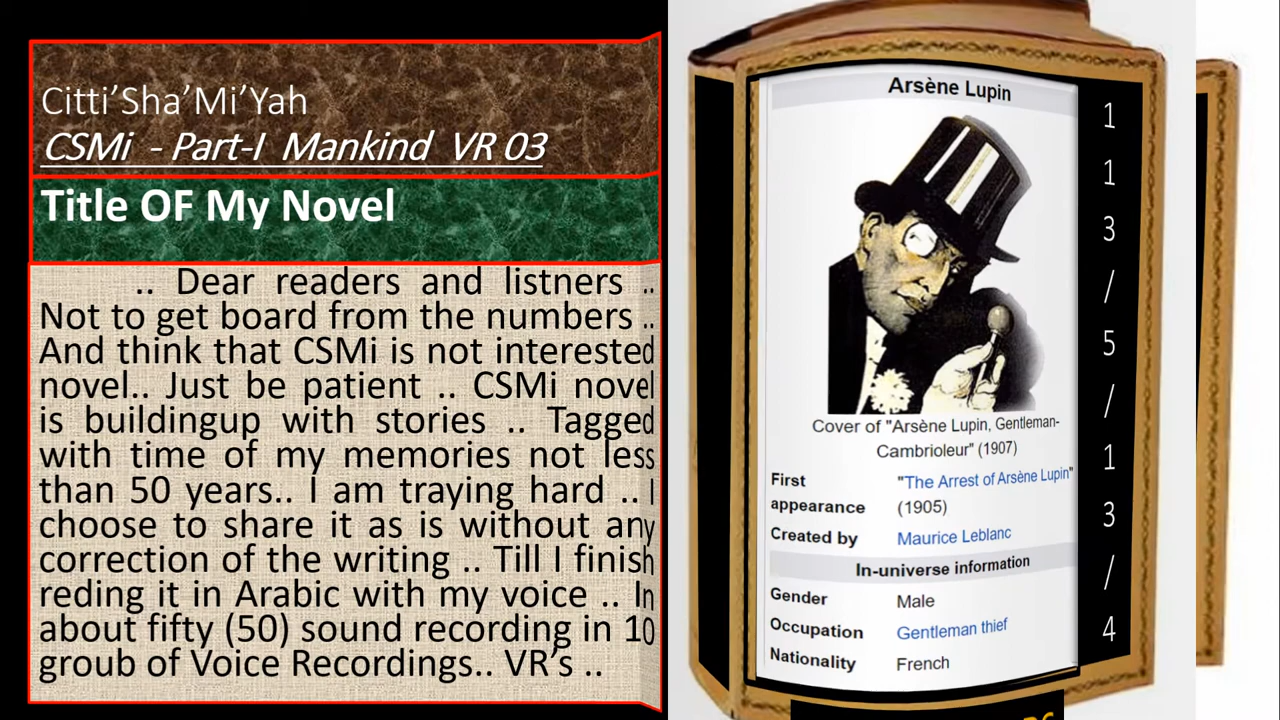 Citti’Sha’Mi’Yah
CSMi - Part-I Mankind VR 03
Title OF My Novel
.. Dear readers and listners ..
Not to get board from the numbers ..
And think that CSMi is not interested
novel.. Just be patient .. CSMi novel
is buildingup with stories .. Tagged
with time of my memories not less
than 50 years.. I am traying hard .. I
choose to share it as is without any
correction of the writing .. Till I finish
reding it in Arabic with my voice .. In
about fifty (50) sound recording in 10
groub of Voice Recordings.. VR’s ..
Arsène Lupin
Cover of "Arsène Lupin, Gentleman-
Cambrioleur" (1907)
First appearance "The Arrest of Arsène Lupin" (1905)
Created by Maurice Leblanc
In-universe information
Gender Male
Occupation Gentleman thief
Nationality French
1
1
3
/
5
/
1
3
/
4